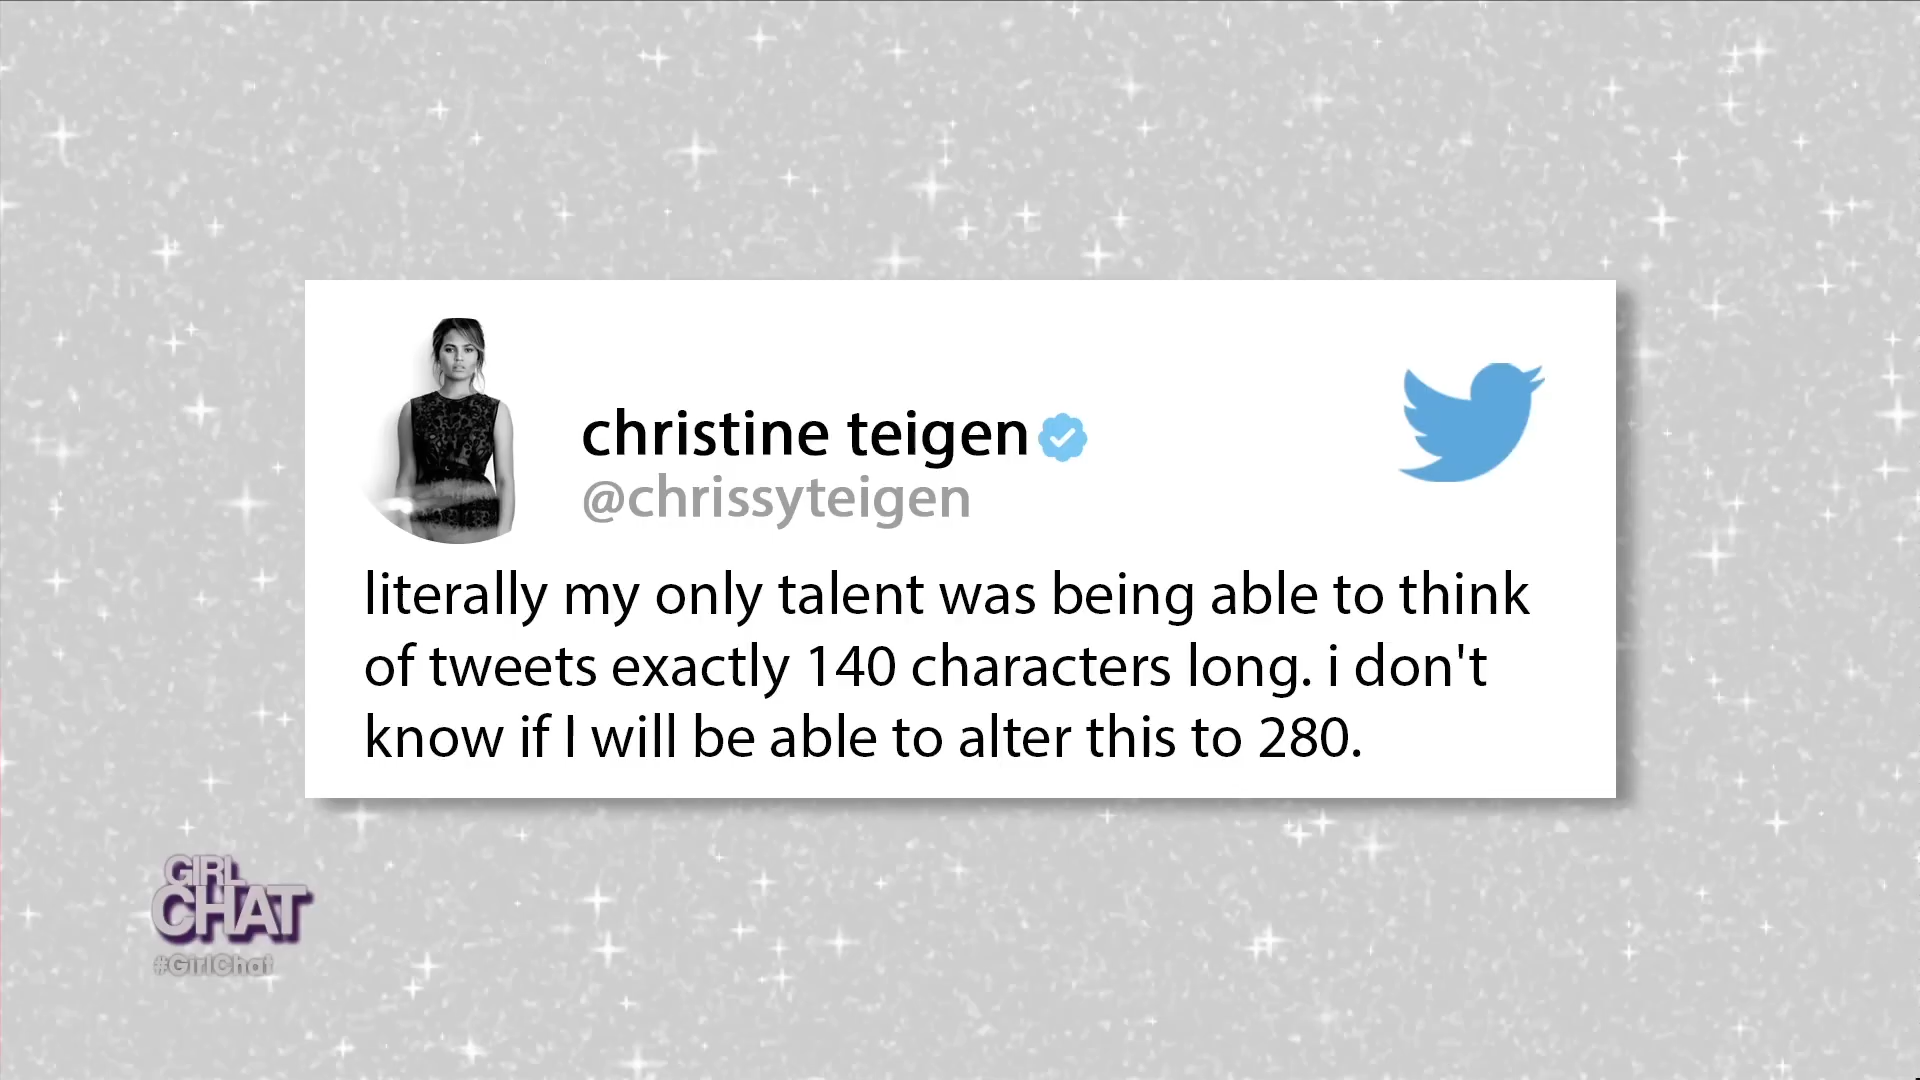 christine teigen
@chrissyteigen
literally my only talent was being able to think
of tweets exactly 140 characters long. i don't
know if I will be able to alter this to 280.
GIRL
CHAT
#GirlChat